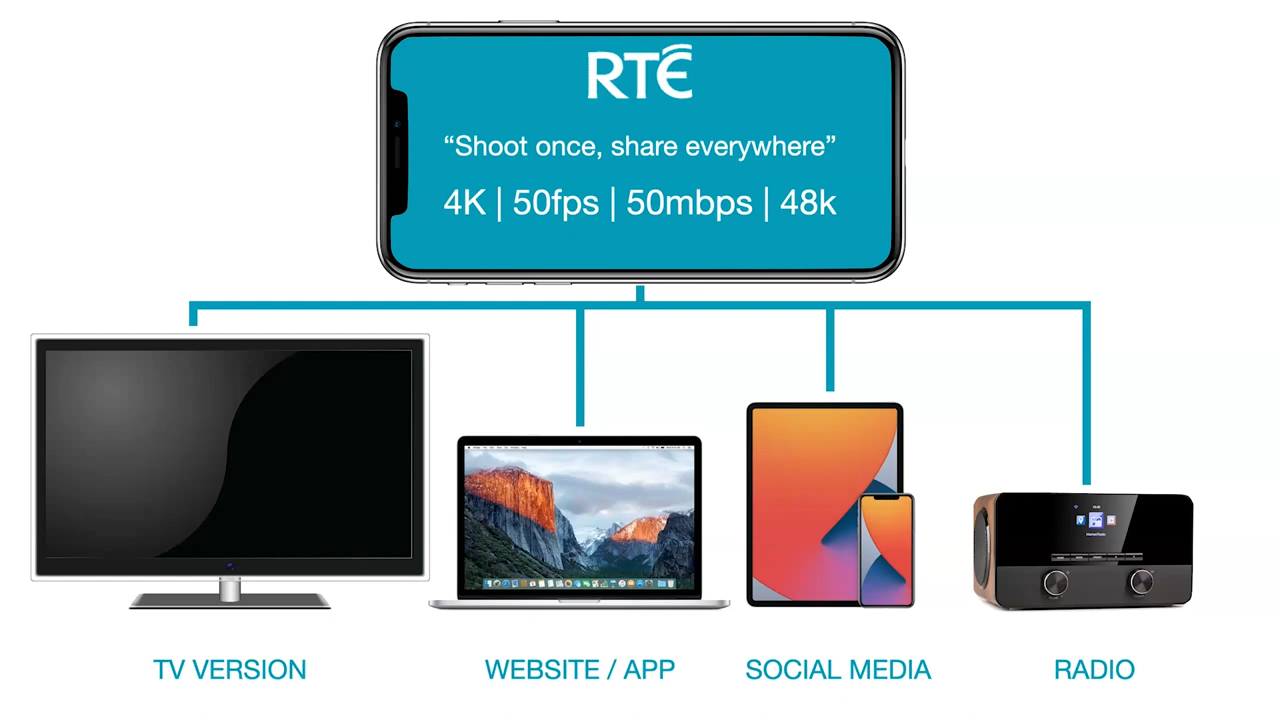 RTÉ
“Shoot once, share everywhere”
4K | 50fps | 50mbps | 48k
TV VERSION
WEBSITE / APP
SOCIAL MEDIA
RADIO